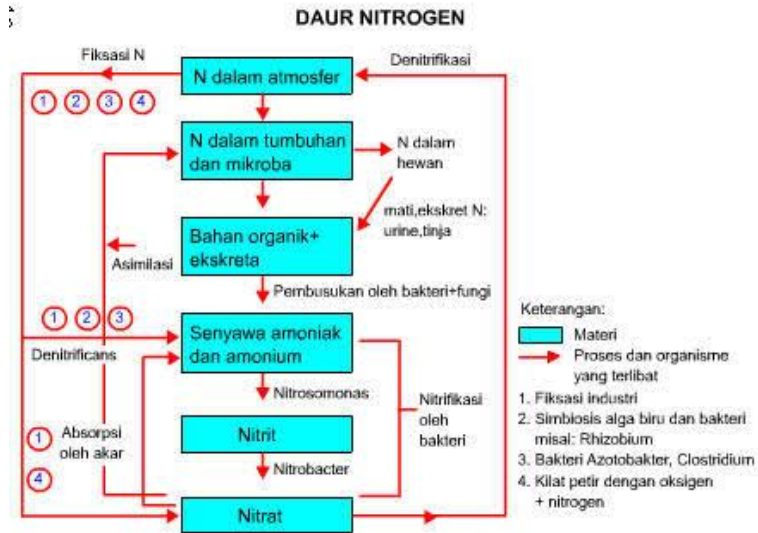 DAUR NITROGEN
Fiksasi N
Denitrifikasi
N dalam atmosfer
1 2 3 4
N dalam tumbuhan
dan mikroba
N dalam
hewan
mati,ekskret N:
urine,tinja
Bahan organik+
ekskreta
Asimilasi
Pembusukan oleh bakteri+fungi
1 2 3
Senyawa amoniak
dan amonium
Denitrificans
Nitrosomonas
Nitrifikasi
oleh
bakteri
1
Absorpsi
oleh akar
Nitrit
4
Nitrobacter
Nitrat
Keterangan:
Materi
Proses dan organisme
yang terlibat
1. Fiksasi industri
2. Simbiosis alga biru dan bakteri
misal: Rhizobium
3. Bakteri Azotobakter, Clostridium
4. Kilat petir dengan oksigen
+ nitrogen